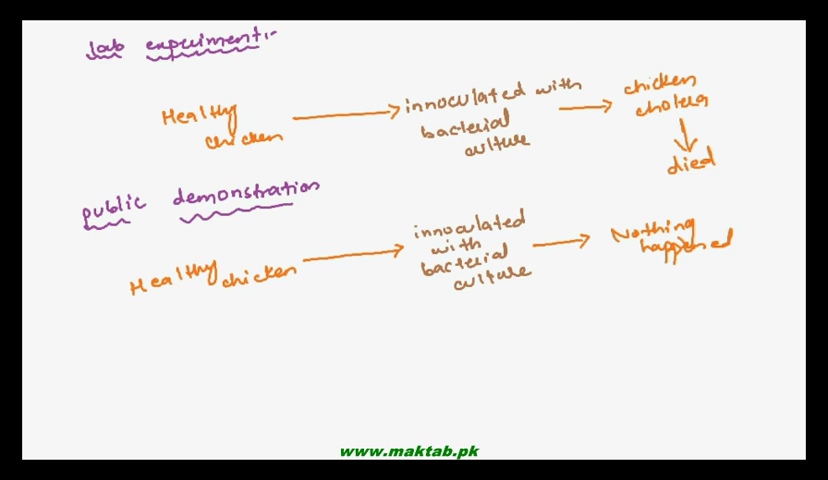 Lab experiment:-
Healthy
chicken
innoculated with
bacterial
culture
chicken
cholera
died
public demonstration
Healthy chicken
innoculated
with
bacterial
culture
Nothing
happened
www.maktab.pk